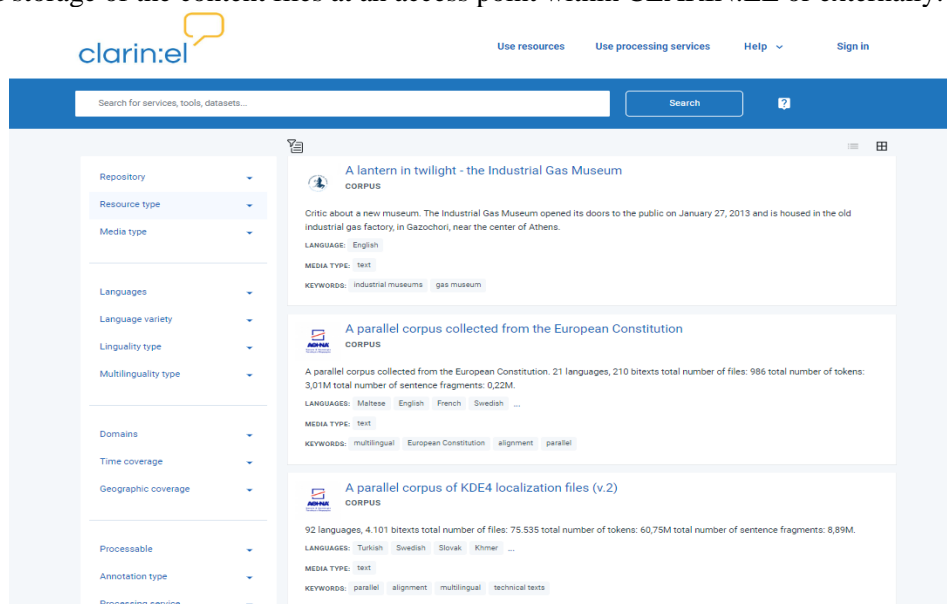 storage of the content files at an access point within CLARIN:EL or externally.
clarin:el
Use resources Use processing services Help Sign in
Search for services, tools, datasets...
Search
?
Repository
Resource type
Media type
Languages
Language variety
Linguality type
Multilinguality type
Domains
Time coverage
Geographic coverage
Processable
Annotation type
Processing service
A lantern in twilight - the Industrial Gas Museum
CORPUS
Critic about a new museum. The Industrial Gas Museum opened its doors to the public on January 27, 2013 and is housed in the old
industrial gas factory, in Gazochori, near the center of Athens.
LANGUAGE: English
MEDIA TYPE: text
KEYWORDS: industrial museums gas museum
A parallel corpus collected from the European Constitution
CORPUS
A parallel corpus collected from the European Constitution. 21 languages, 210 bitexts total number of files: 986 total number of tokens:
3,01M total number of sentence fragments: 0,22M.
LANGUAGES: Maltese English French Swedish ...
MEDIA TYPE: text
KEYWORDS: multilingual European Constitution alignment parallel
A parallel corpus of KDE4 localization files (v.2)
CORPUS
92 languages, 4.101 bitexts total number of files: 75.535 total number of tokens: 60,75M total number of sentence fragments: 8,89M.
LANGUAGES: Turkish Swedish Slovak Khmer ...
MEDIA TYPE: text
KEYWORDS: parallel alignment multilingual technical texts